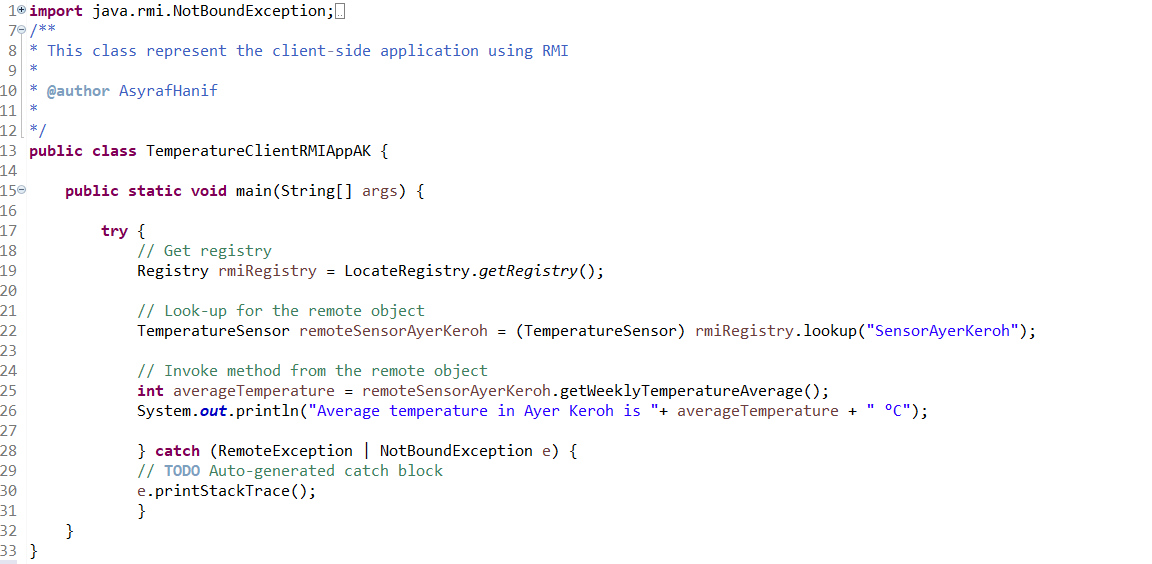 1 import java.rmi.NotBoundException;
7 /**
8 * This class represent the client-side application using RMI
9 *
10 * @author AsyrafHanif
11 *
12 */
13 public class TemperatureClientRMIAppAK {
14
15 public static void main(String[] args) {
16
17 try {
18 // Get registry
19 Registry rmiRegistry = LocateRegistry.getRegistry();
20
21 // Look-up for the remote object
22 TemperatureSensor remoteSensorAyerKeroh = (TemperatureSensor) rmiRegistry.lookup("SensorAyerKeroh");
23
24 // Invoke method from the remote object
25 int averageTemperature = remoteSensorAyerKeroh.getWeeklyTemperatureAverage();
26 System.out.println("Average temperature in Ayer Keroh is "+ averageTemperature + " ºC");
27
28 } catch (RemoteException | NotBoundException e) {
29 // TODO Auto-generated catch block
30 e.printStackTrace();
31 }
32 }
33 }